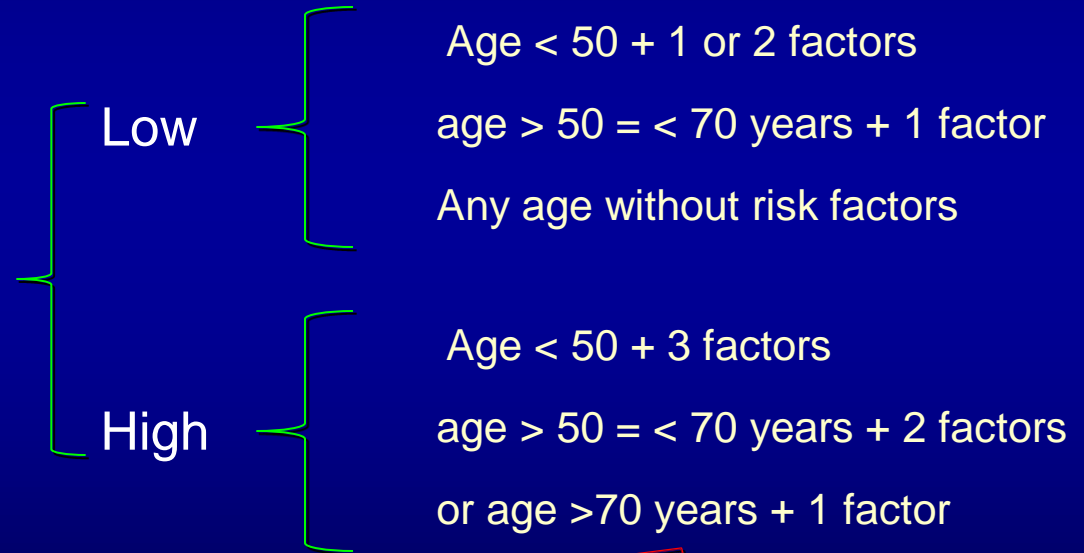 Low
Age < 50 + 1 or 2 factors
age > 50 = < 70 years + 1 factor
Any age without risk factors
High
Age < 50 + 3 factors
age > 50 = < 70 years + 2 factors
or age >70 years + 1 factor